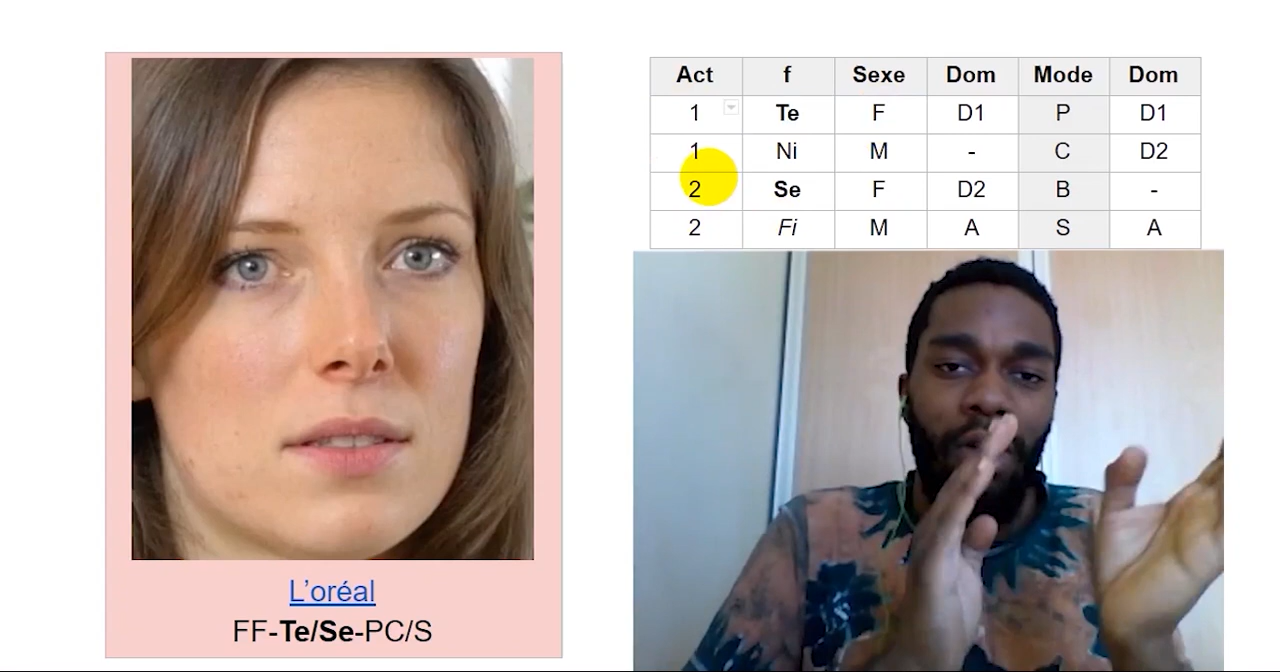 Act f Sexe Dom Mode Dom
1 Te F D1 P D1
1 Ni M - C D2
2 Se F D2 B -
2 Fi M A S A
L'oréal
FF-Te/Se-PC/S